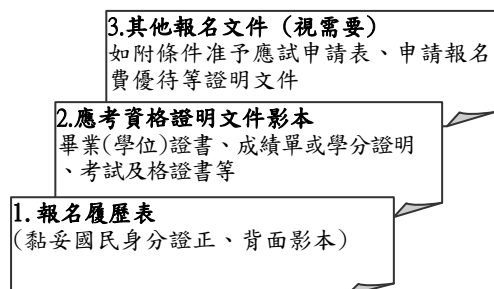 3.其他報名文件（視需要）
如附條件准予應試申請表、申請報名
費優待等證明文件
2.應考資格證明文件影本
畢業(學位)證書、成績單或學分證明
、考試及格證書等
1.報名履歷表
(黏妥國民身分證正、背面影本)